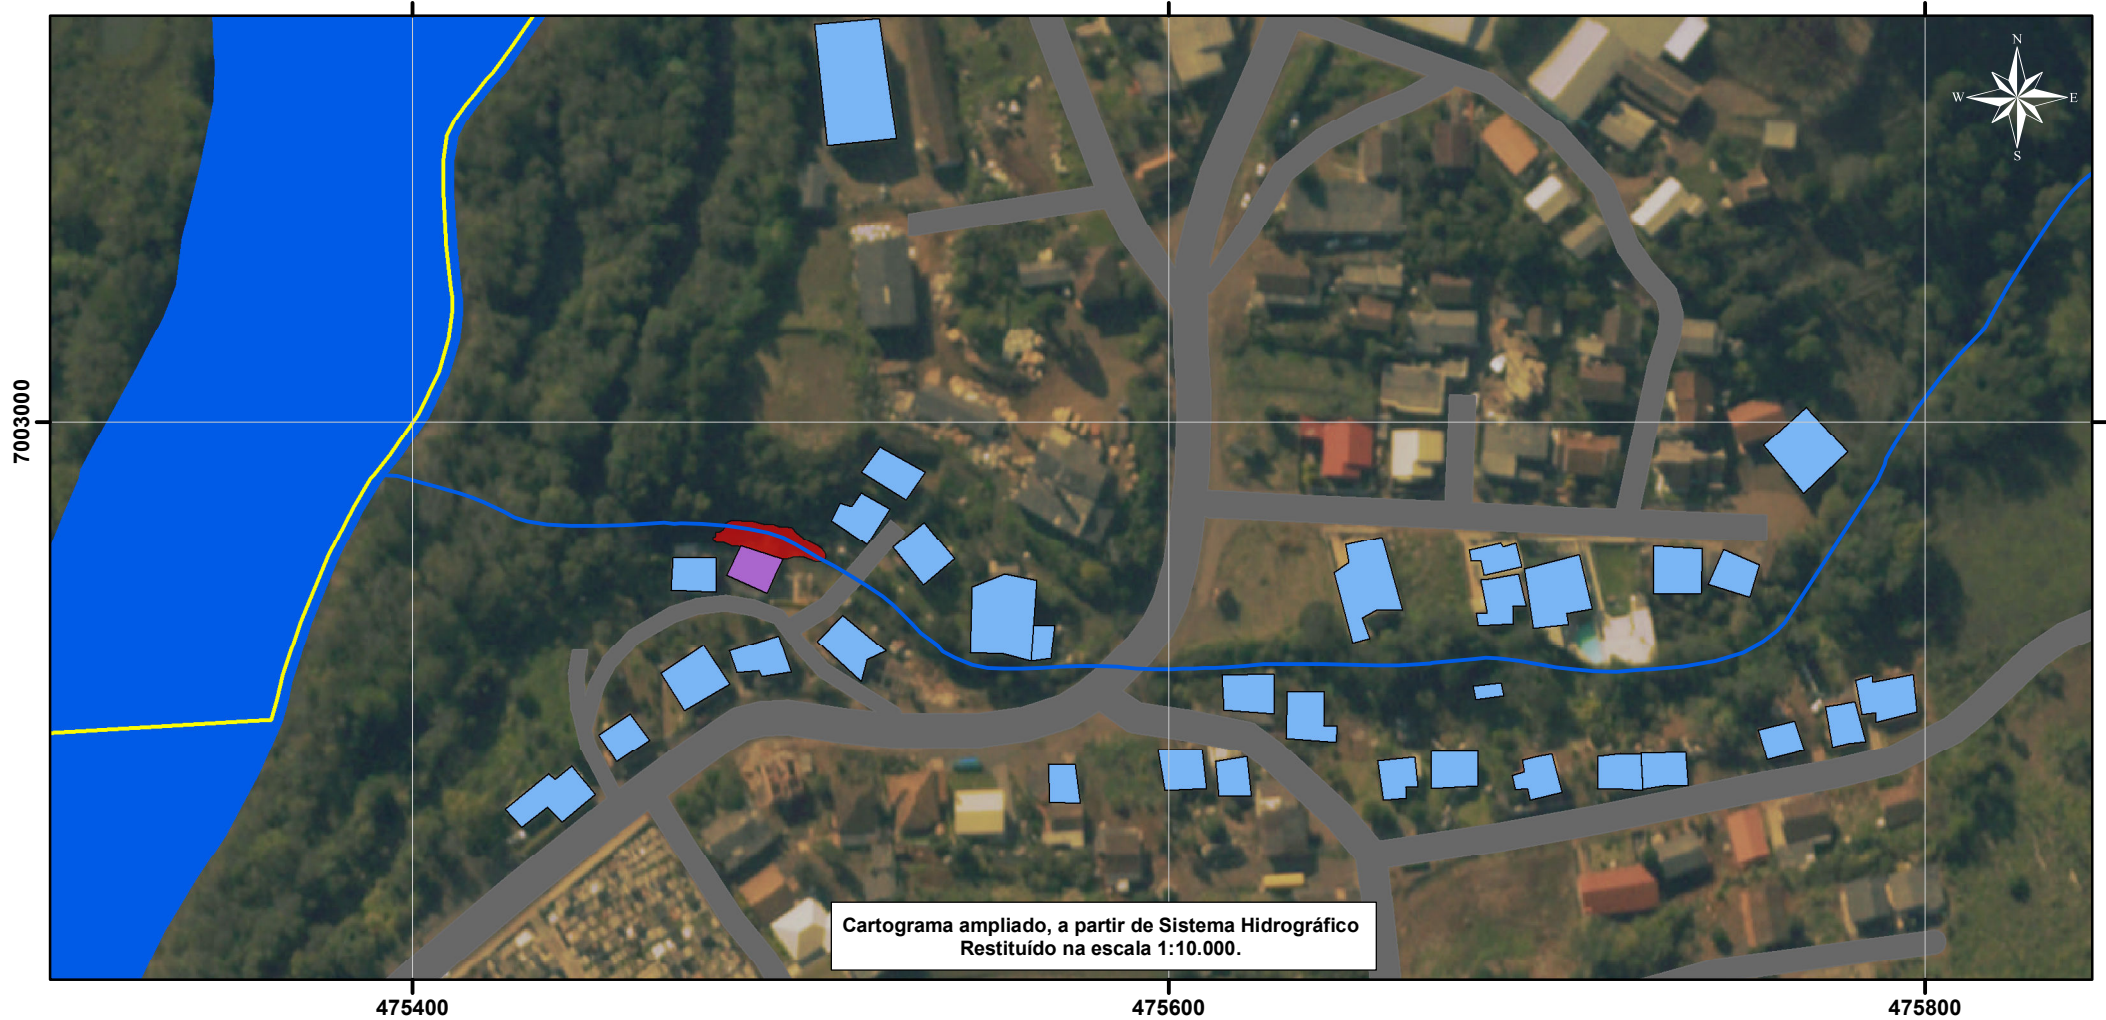 N
W E
S
7003000
Cartograma ampliado, a partir de Sistema Hidrográfico
Restituído na escala 1:10.000.
475400 475600 475800